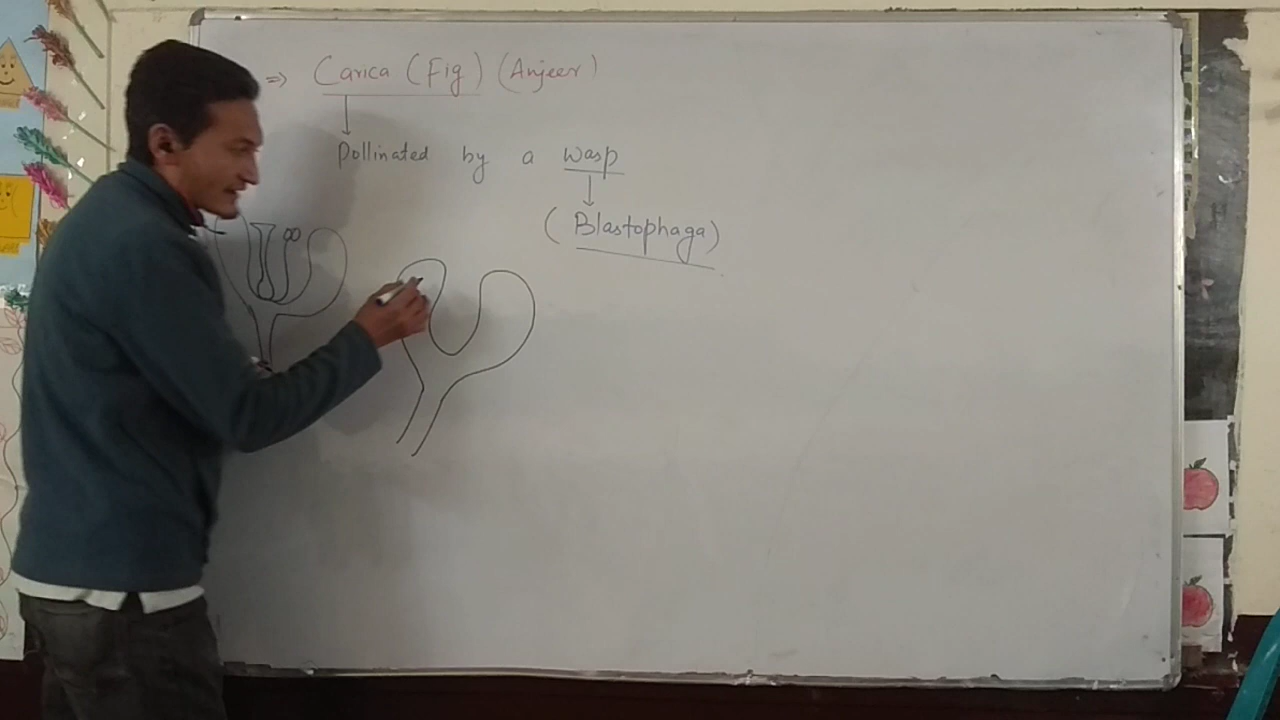 ⇒ Carica (Fig) (Anjeer)
Pollinated by a wasp
(Blastophaga)